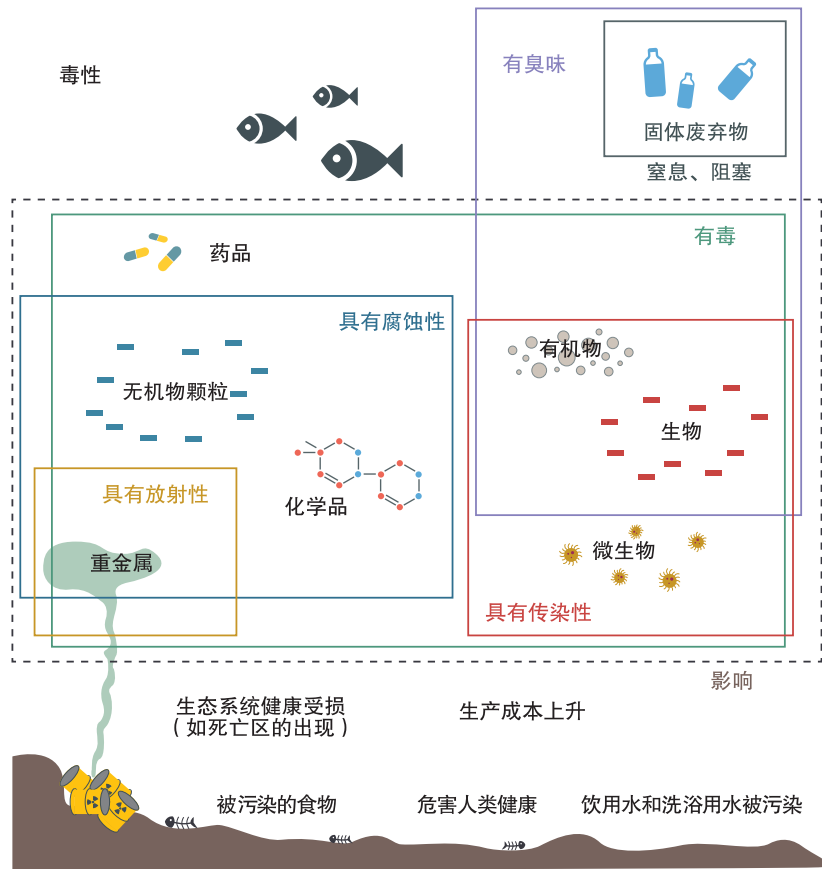 毒性
有臭味
固体废弃物
窒息、阻塞
有毒
药品
具有腐蚀性
有机物
无机物颗粒
生物
具有放射性
化学品
微生物
重金属
具有传染性
影响
生态系统健康受损
(如死亡区的出现)
生产成本上升
被污染的食物
危害人类健康
饮用水和洗浴用水被污染